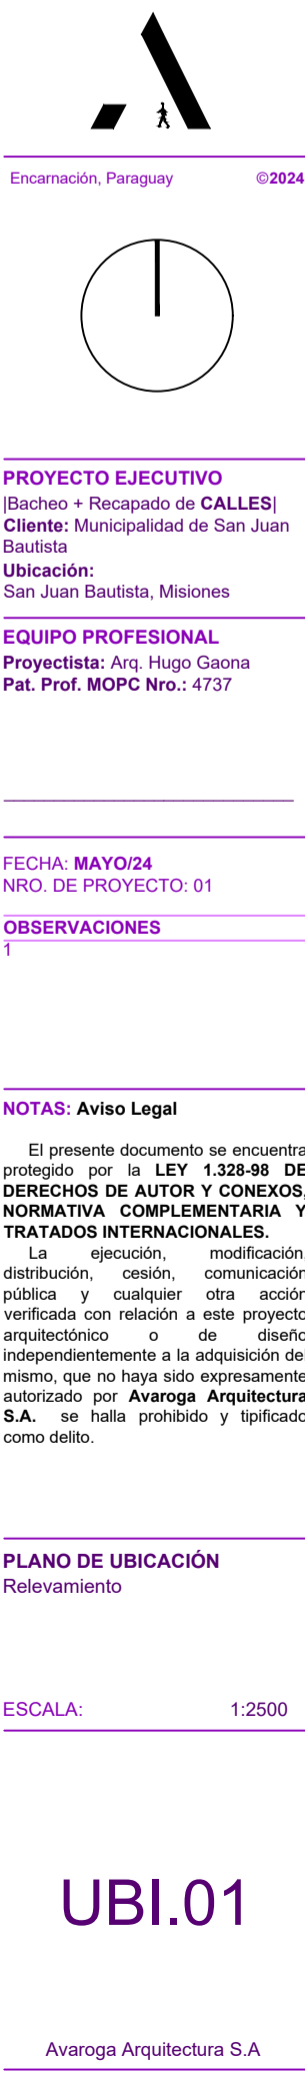 Encarnación, Paraguay ©2024
PROYECTO EJECUTIVO
|Bacheo + Recapado de CALLES|
Cliente: Municipalidad de San Juan
Bautista
Ubicación:
San Juan Bautista, Misiones
EQUIPO PROFESIONAL
Proyectista: Arq. Hugo Gaona
Pat. Prof. MOPC Nro.: 4737
FECHA: MAYO/24
NRO. DE PROYECTO: 01
OBSERVACIONES
1
NOTAS: Aviso Legal
El presente documento se encuentra
protegido por la LEY 1.328-98 DE
DERECHOS DE AUTOR Y CONEXOS,
NORMATIVA COMPLEMENTARIA Y
TRATADOS INTERNACIONALES.
La ejecución, modificación,
distribución, cesión, comunicación
pública y cualquier otra acción
verificada con relación a este proyecto
arquitectónico o de diseño
independientemente a la adquisición del
mismo, que no haya sido expresamente
autorizado por Avaroga Arquitectura
S.A. se halla prohibido y tipificado
como delito.
PLANO DE UBICACIÓN
Relevamiento
ESCALA: 1:2500
UBI.01
Avaroga Arquitectura S.A